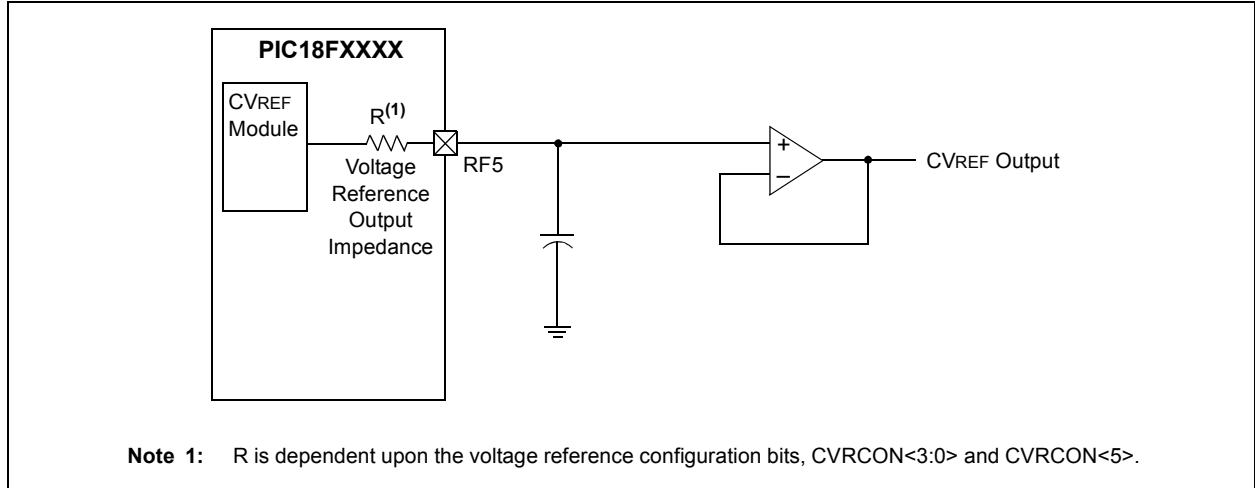 PIC18FXXXX
CVREF
Module
R(1)
Voltage
Reference
Output
Impedance
RF5
+
–
CVREF Output
Note 1: R is dependent upon the voltage reference configuration bits, CVRCON<3:0> and CVRCON<5>.